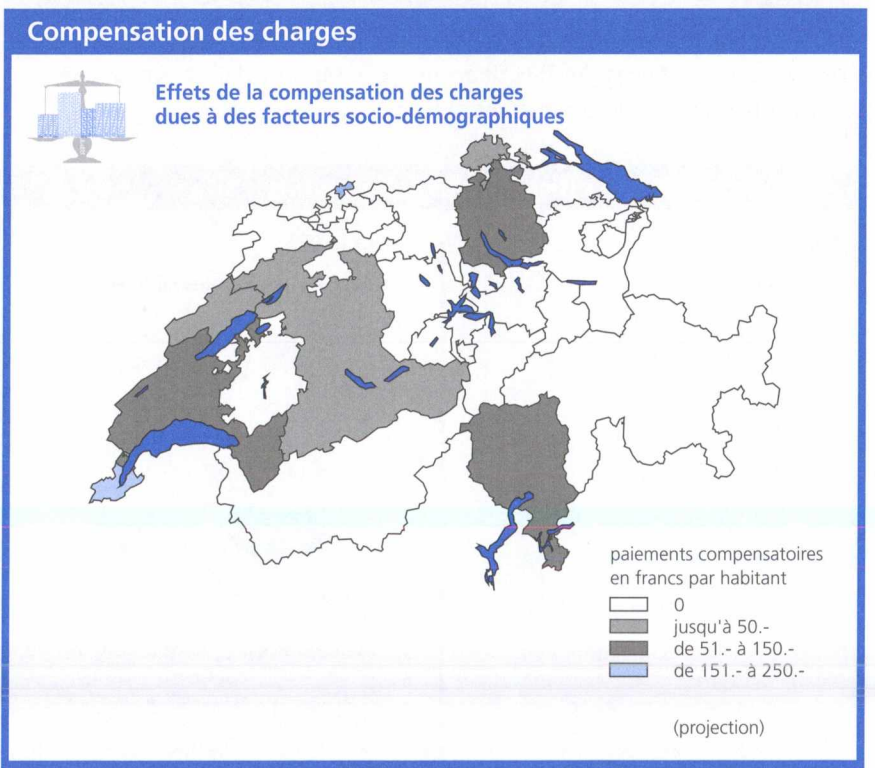 Compensation des charges
Effets de la compensation des charges
dues à des facteurs socio-démographiques
paiements compensatoires
en francs par habitant
0
jusqu'à 50.-
de 51.- à 150.-
de 151.- à 250.-
(projection)